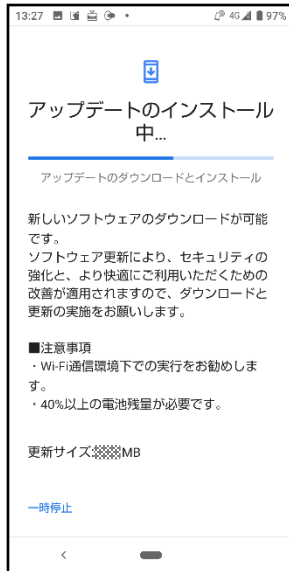 13:27 4G 97%
アップデートのインストール
中...
アップデートのダウンロードとインストール
新しいソフトウェアのダウンロードが可能
です。
ソフトウェア更新により、セキュリティの
強化と、より快適にご利用いただくための
改善が適用されますので、ダウンロードと
更新の実施をお願いします。
■注意事項
・Wi-Fi通信環境下での実行をお勧めしま
す。
・40%以上の電池残量が必要です。
更新サイズ:MB
一時停止